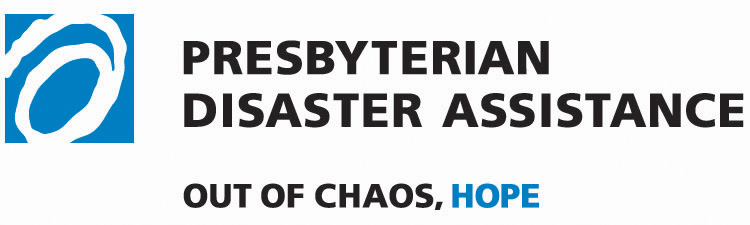 PRESBYTERIAN
DISASTER ASSISTANCE
OUT OF CHAOS, HOPE